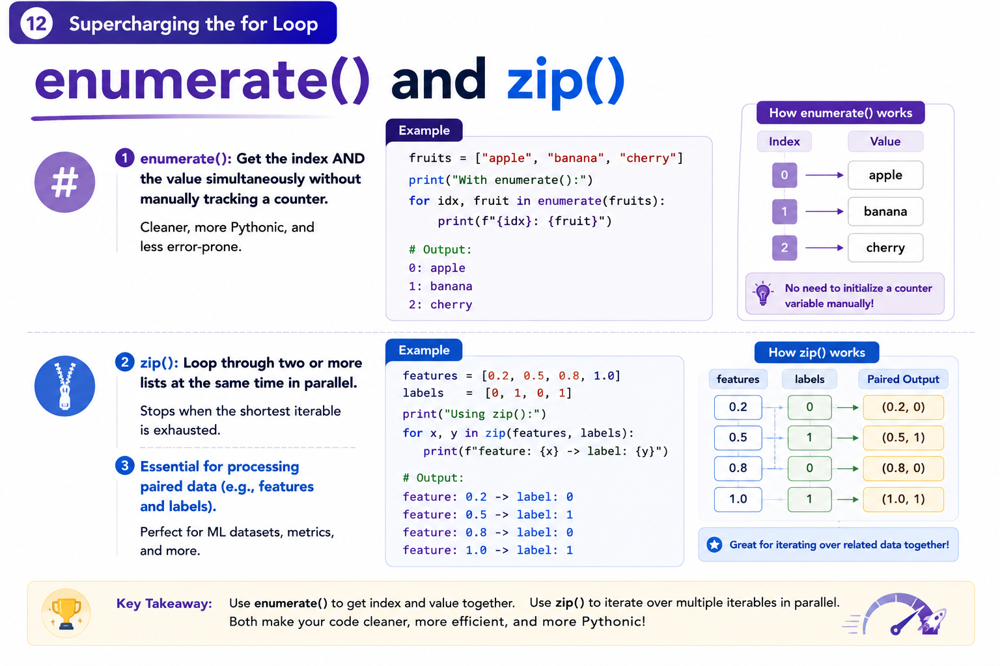 12 Supercharging the for Loop
enumerate() and zip()
#
1 enumerate(): Get the index AND
the value simultaneously without
manually tracking a counter.
Cleaner, more Pythonic, and
less error-prone.
Example
fruits = ["apple", "banana", "cherry"]
print("With enumerate():")
for idx, fruit in enumerate(fruits):
    print(f"{idx}: {fruit}")
# Output:
0: apple
1: banana
2: cherry
How enumerate() works
Index Value
0 apple
1 banana
2 cherry
No need to initialize a counter
variable manually!
2 zip(): Loop through two or more
lists at the same time in parallel.
Stops when the shortest iterable
is exhausted.
3 Essential for processing
paired data (e.g., features
and labels).
Perfect for ML datasets, metrics,
and more.
Example
features = [0.2, 0.5, 0.8, 1.0]
labels   = [0, 1, 0, 1]
print("Using zip():")
for x, y in zip(features, labels):
    print(f"feature: {x} -> label: {y}")
# Output:
feature: 0.2 -> label: 0
feature: 0.5 -> label: 1
feature: 0.8 -> label: 0
feature: 1.0 -> label: 1
How zip() works
features labels Paired Output
0.2 0 (0.2, 0)
0.5 1 (0.5, 1)
0.8 0 (0.8, 0)
1.0 1 (1.0, 1)
Great for iterating over related data together!
Key Takeaway: Use enumerate() to get index and value together. Use zip() to iterate over multiple iterables in parallel.
Both make your code cleaner, more efficient, and more Pythonic!